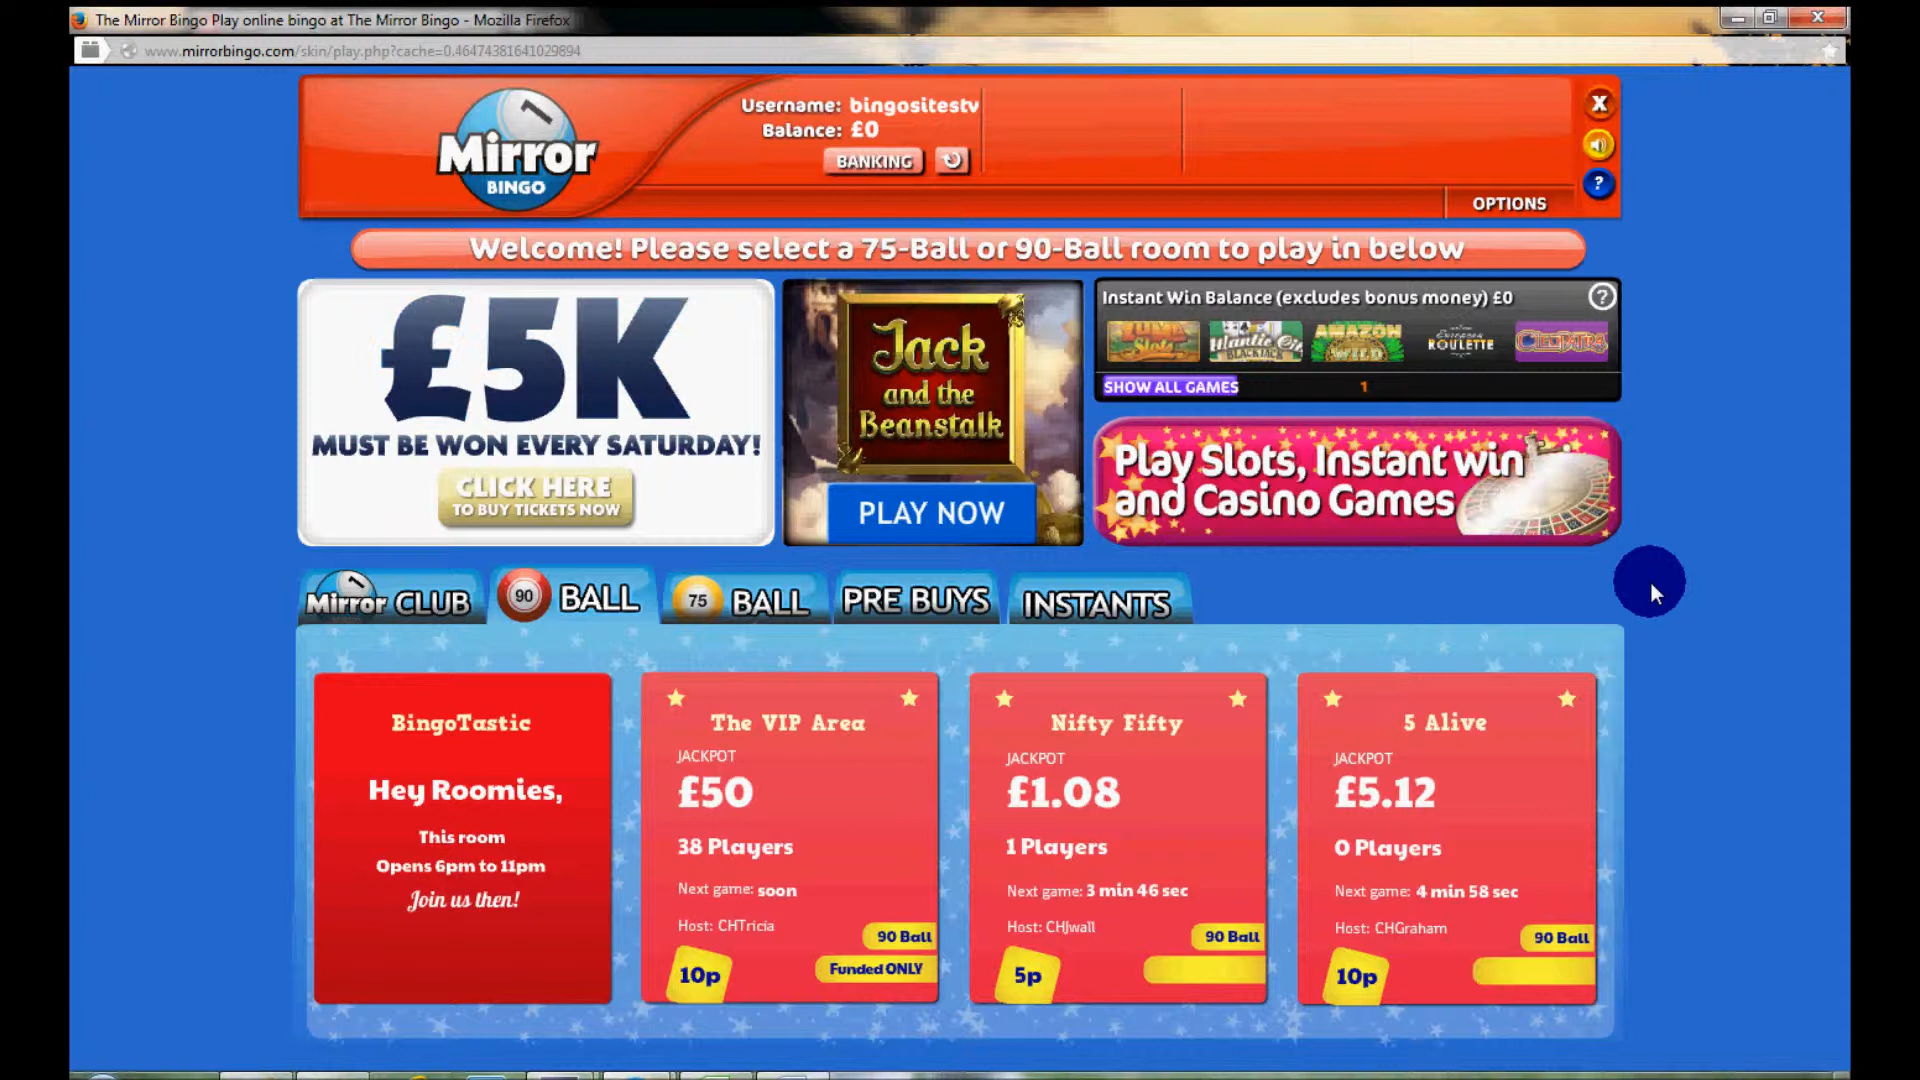 The Mirror Bingo Play online bingo at The Mirror Bingo - Mozilla Firefox
www.mirrorbingo.com/skin/play.php?cache=0.46474381641029894
Mirror
BINGO
Username: bingositestv
Balance: £0
BANKING
X
?
OPTIONS
Welcome! Please select a 75-Ball or 90-Ball room to play in below
£5K
MUST BE WON EVERY SATURDAY!
CLICK HERE
TO BUY TICKETS NOW
Jack
and the
Beanstalk
PLAY NOW
Instant Win Balance (excludes bonus money) £0
?
Slots
BLACKJACK
AMAZON
European
ROULETTE
CLEOPATRA
SHOW ALL GAMES
1
Play Slots, Instant win
and Casino Games
Mirror CLUB
90 BALL
75 BALL
PRE BUYS
INSTANTS
BingoTastic
Hey Roomies,
This room
Opens 6pm to 11pm
Join us then!
The VIP Area
JACKPOT
£50
38 Players
Next game: soon
Host: CHTricia
90 Ball
10p
Funded ONLY
Nifty Fifty
JACKPOT
£1.08
1 Players
Next game: 3 min 46 sec
Host: CHJwall
90 Ball
5p
5 Alive
JACKPOT
£5.12
0 Players
Next game: 4 min 58 sec
Host: CHGraham
90 Ball
10p